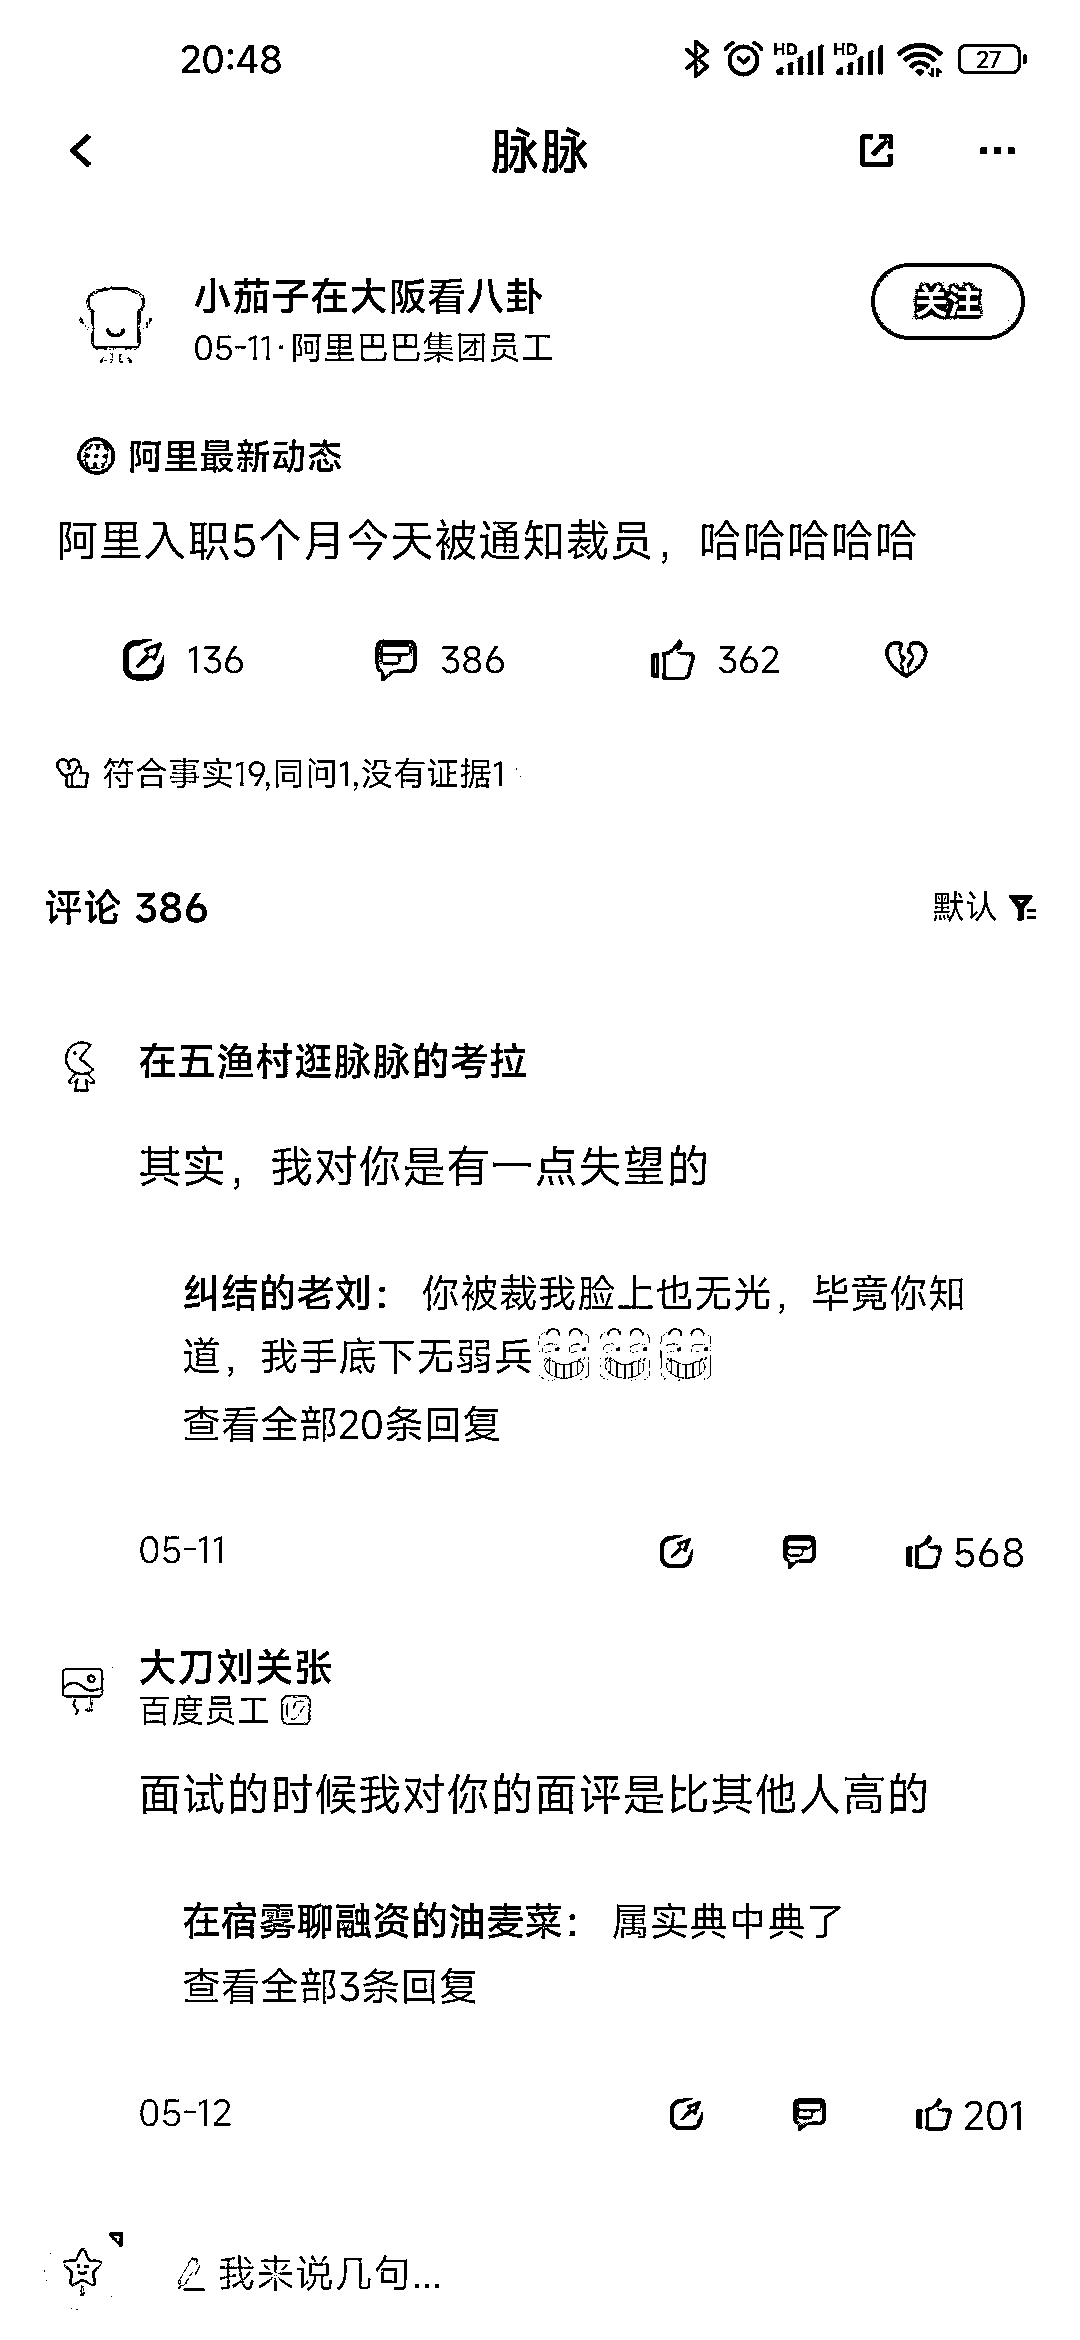 20:48
HD HD 27
脉脉
小茄子在大阪看八卦
关注
05-11·阿里巴巴集团员工
阿里最新动态
阿里入职5个月今天被通知裁员，哈哈哈哈哈
136 386 362
符合事实19,同问1,没有证据1
评论 386 默认
在五渔村逛脉脉的考拉
其实，我对你是有一点失望的
纠结的老刘： 你被裁我脸上也无光，毕竟你知
道，我手底下无弱兵
查看全部20条回复
05-11 568
大刀刘关张
百度员工
面试的时候我对你的面评是比其他人高的
在宿雾聊融资的油麦菜： 属实典中典了
查看全部3条回复
05-12 201
我来说几句...